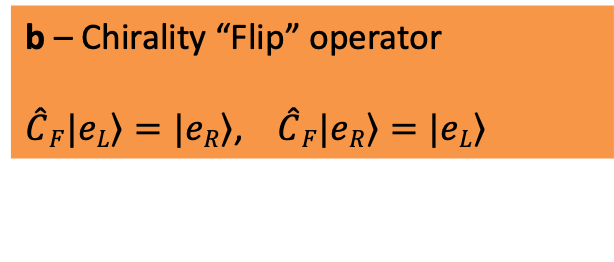 b – Chirality “Flip” operator
Ĉ_F|e_L⟩ = |e_R⟩, Ĉ_F|e_R⟩ = |e_L⟩